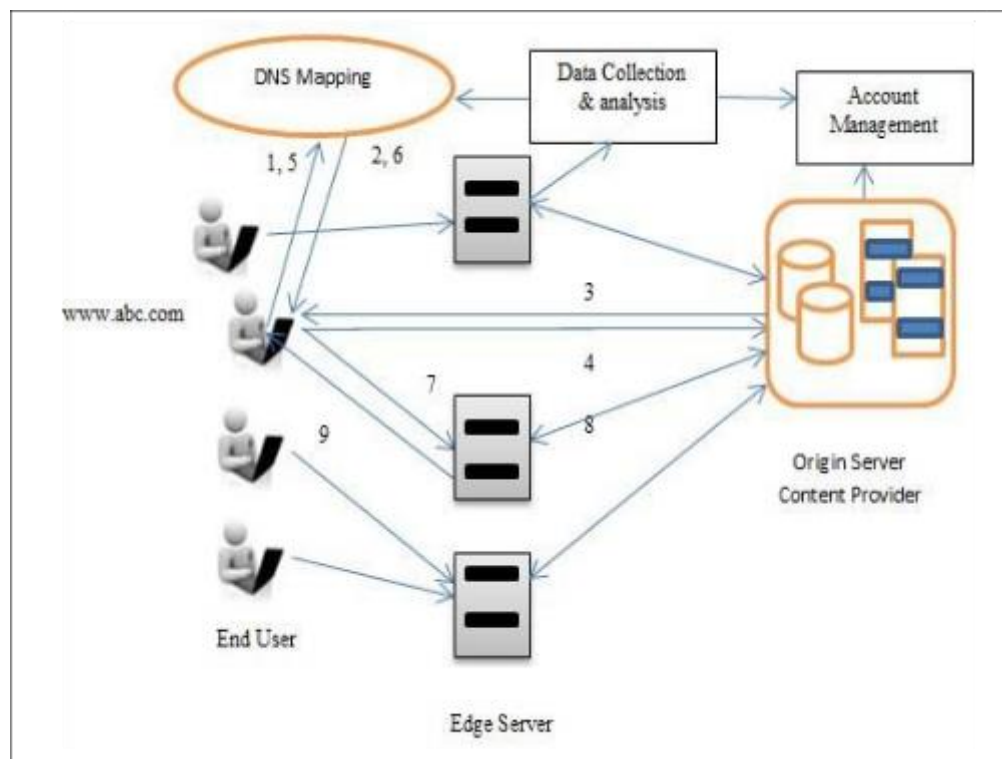 DNS Mapping
Data Collection
& analysis
Account
Management
1, 5
2, 6
www.abc.com
3
4
7
8
9
Origin Server
Content Provider
End User
Edge Server